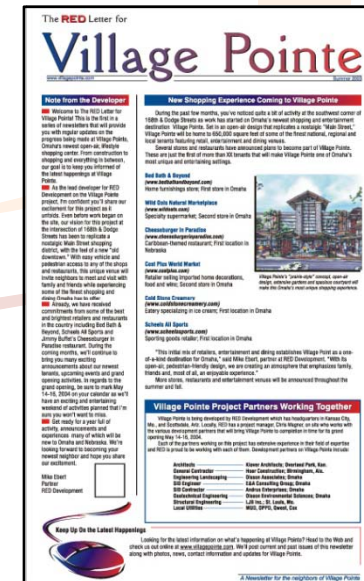 The RED Letter for
Village Pointe
www.villagepointe.com
Summer 2003
Note from the Developer
Welcome to The RED Letter for
Village Pointe! This is the first in a
series of newsletters that will provide
you with regular updates on the
progress being made at Village Pointe,
Omaha's newest open-air, lifestyle
shopping center. From construction to
shopping and everything in between,
our goal is to keep you informed of
the latest happenings at Village
Pointe.
As the lead developer for RED
Development on the Village Pointe
project, I'm confident you'll share our
excitement for this project as it
unfolds. Even before work began on
the site, our vision for this project at
the intersection of 168th & Dodge
Streets has been to replicate a
nostalgic Main Street shopping
district, with the feel of a new "old
downtown." With easy vehicle and
pedestrian access to any of the shops
and restaurants, this unique venue will
invite neighbors to meet and visit with
family and friends while experiencing
some of the finest shopping and
dining Omaha has to offer.
Already, we have received
commitments from some of the best
and brightest retailers and restaurants
in the country including Bed Bath &
Beyond, Scheels All Sports and
Jimmy Buffet's Cheeseburger in
Paradise restaurant. During the
coming months, we'll continue to
bring you many exciting
announcements about our newest
tenants, upcoming events and grand
opening activities. In regards to the
grand opening, be sure to mark May
14-16, 2004 on your calendar as we'll
have an exciting and entertaining
weekend of activities planned that I'm
sure you won't want to miss.
Get ready for a year full of
activity, announcements and
experiences many of which will be
new to Omaha and Nebraska. We're
looking forward to becoming your
newest neighbor and hope you share
our excitement.
Mike Ebert
Partner
RED Development
New Shopping Experience Coming to Village Pointe
During the past few months, you've noticed quite a bit of activity at the southwest corner of
168th & Dodge Streets as work has started on Omaha's newest shopping and entertainment
destination Village Pointe. Set in an open-air design that replicates a nostalgic "Main Street,"
Village Pointe will be home to 650,000 square feet of some of the finest national, regional and
local tenants featuring retail, entertainment and dining venues.
Several stores and restaurants have announced plans to become part of Village Pointe.
These are just the first of more than XX tenants that will make Village Pointe one of Omaha's
most unique and entertaining settings.
Bed Bath & Beyond
(www.bedbathandbeyond.com)
Home furnishings store; First store in Omaha
Wild Oats Natural Marketplace
(www.wildoats.com)
Specialty supermarket; Second store in Omaha
Cheeseburger in Paradise
(www.cheeseburgerinparadise.com)
Caribbean-themed restaurant; First location in
Nebraska
Cost Plus World Market
(www.costplus.com)
Retailer selling imported home decorations,
food and wine; Second store in Omaha
Cold Stone Creamery
(www.coldstonecreamery.com)
Eatery specializing in ice cream; First location in Omaha
Scheels All Sports
(www.scheelssports.com)
Sporting goods retailer; First location in Omaha
Village Pointe's "prairie-style" concept, open-air
design, extensive gardens and spacious courtyard will
make this Omaha's most unique shopping experience.
"This initial mix of retailers, entertainment and dining establishes Village Point as a one-
of-a-kind destination for Omaha," said Mike Ebert, partner of RED Development. "With its
open-air, pedestrian-friendly design, we are creating an atmosphere that emphasizes family,
friends and, most of all, an enjoyable experience."
More stores, restaurants and entertainment venues will be announced throughout the
summer and fall.
Village Pointe Project Partners Working Together
Village Pointe is being developed by RED Development which has headquarters in Kansas City,
Mo., and Scottsdale, Ariz. Locally, RED has a project manager, Chris Magner, on site who works with
the various development partners that will bring Village Pointe to completion in time for its grand
opening May 14-16, 2004.
Each of the partners working on this project has extensive experience in their field of expertise
and RED is proud to be working with each of them. Development partners on Village Pointe include:
Architects Klover Architects; Overland Park, Kan.
General Contractor Hoar Construction; Birmingham, Ala.
Engineering Landscaping Olsson Associates; Omaha
Sill Engineer E&A Consulting Group; Omaha
Sill Contractor Andrus Enterprises; Omaha
Geotechnical Engineering Olsson Environmental Sciences; Omaha
Structural Engineering LJB Inc.; St. Louis, Mo.
Local Utilities MUD, OPPD, Qwest, Cox
Keep Up On the Latest Happenings
Looking for the latest information on what's happening at Village Pointe? Head to the Web and
check us out online at www.villagepointe.com. We'll post current and past issues of this newsletter
along with photos, news, contact information and updates for Village Pointe.
A Newsletter for the neighbors of Village Pointe